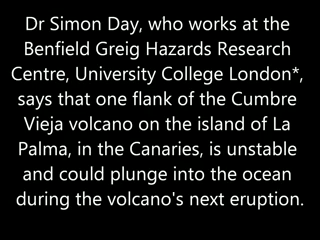 Dr Simon Day, who works at the
Benfield Greig Hazards Research
Centre, University College London*,
says that one flank of the Cumbre
Vieja volcano on the island of La
Palma, in the Canaries, is unstable
and could plunge into the ocean
during the volcano's next eruption.